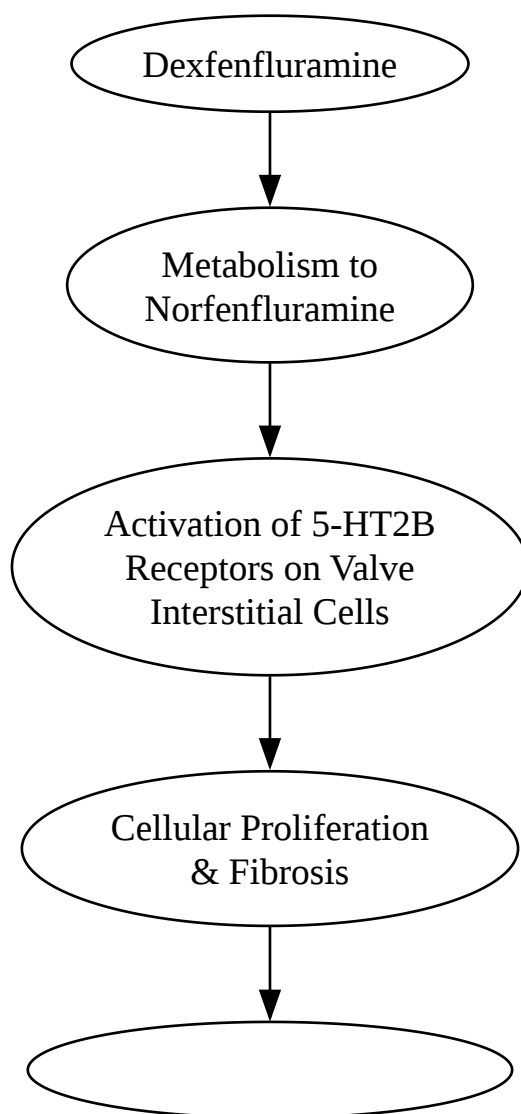 Dexfenfluramine
Metabolism to
Norfenfluramine
Activation of 5-HT2B
Receptors on Valve
Interstitial Cells
Cellular Proliferation
& Fibrosis